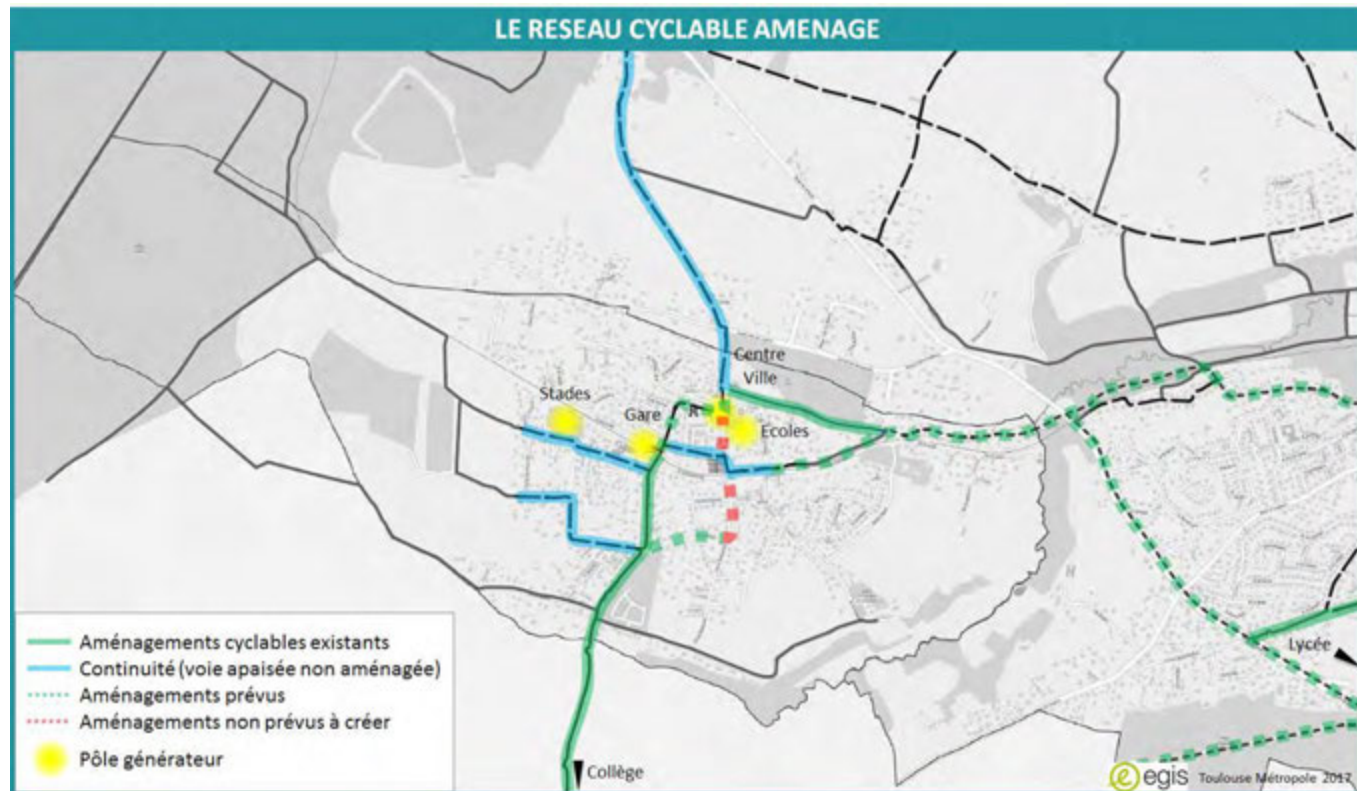 LE RESEAU CYCLABLE AMENAGE
Centre
Ville
Stades
Gare
Ecoles
Lycée
Collège
Aménagements cyclables existants
Continuité (voie apaisée non aménagée)
Aménagements prévus
Aménagements non prévus à créer
Pôle générateur
egis Toulouse Métropole 2017